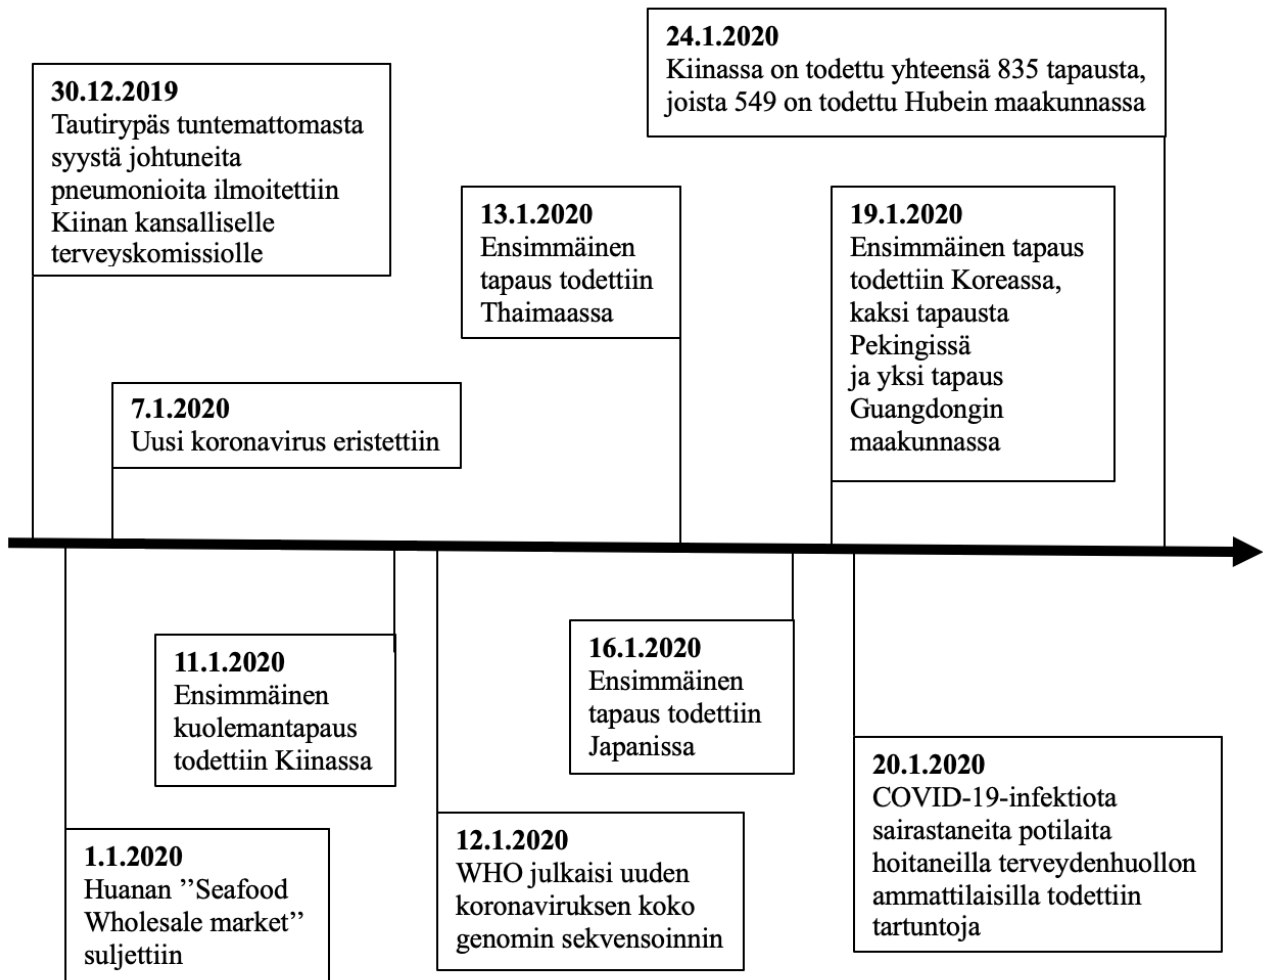 30.12.2019
Tautirypäs tuntemattomasta
syystä johtuneita
pneumonioita ilmoitettiin
Kiinan kansalliselle
terveyskomissiolle
7.1.2020
Uusi koronavirus eristettiin
13.1.2020
Ensimmäinen
tapaus todettiin
Thaimaassa
24.1.2020
Kiinassa on todettu yhteensä 835 tapausta,
joista 549 on todettu Hubein maakunnassa
19.1.2020
Ensimmäinen tapaus
todettiin Koreassa,
kaksi tapausta
Pekingissä
ja yksi tapaus
Guangdongin
maakunnassa
1.1.2020
Huanan ”Seafood
Wholesale market”
suljettiin
11.1.2020
Ensimmäinen
kuolemantapaus
todettiin Kiinassa
12.1.2020
WHO julkaisi uuden
koronaviruksen koko
genomin sekvensoinnin
16.1.2020
Ensimmäinen
tapaus todettiin
Japanissa
20.1.2020
COVID-19-infektiota
sairastaneita potilaita
hoitaneilla terveydenhuollon
ammattilaisilla todettiin
tartuntoja